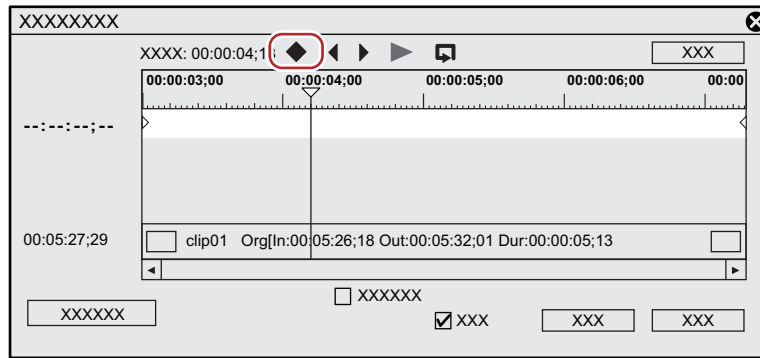 XXXXXXXX
XXXX: 00:00:04;1
XXX
00:00:03;00 00:00:04;00 00:00:05;00 00:00:06;00 00:00
--:--:--;--
00:05:27;29 clip01 Org[In:00:05:26;18 Out:00:05:32;01 Dur:00:00:05;13
XXXXXX
XXXXXX XXX XXX XXX